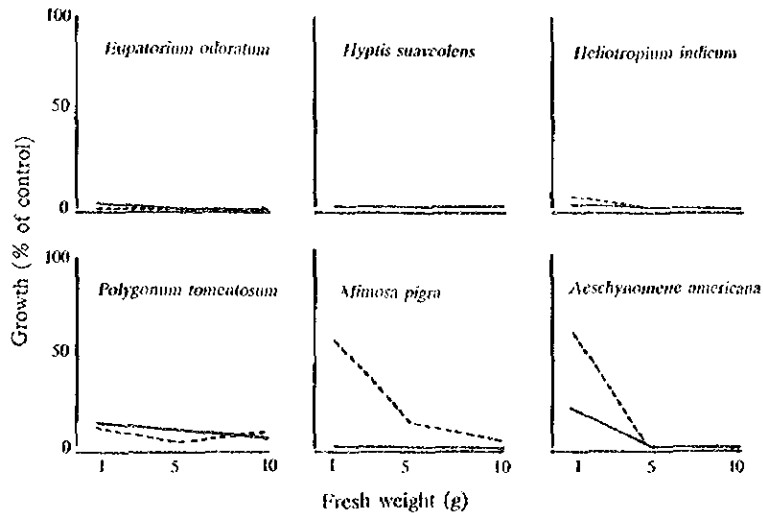 Growth (% of control)
100
50
0
Eupatorium odoratum
Hyptis suaveolens
Heliotropium indicum
100
50
0
Polygonum tomentosum
Mimosa pigra
Aeschynomene americana
1 5 10
1 5 10
1 5 10
Fresh weight (g)